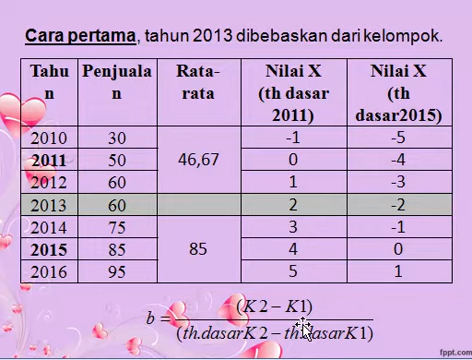 Cara pertama, tahun 2013 dibebaskan dari kelompok.
Tahu n Penjuala n Rata-rata Nilai X (th dasar 2011) Nilai X (th dasar2015)
2010 30 46,67 -1 -5
2011 50 0 -4
2012 60 1 -3
2013 60 2 -2
2014 75 85 3 -1
2015 85 4 0
2016 95 5 1
b = (K2 − K1) / (th.dasarK2 − th.dasarK1)
fppt.com